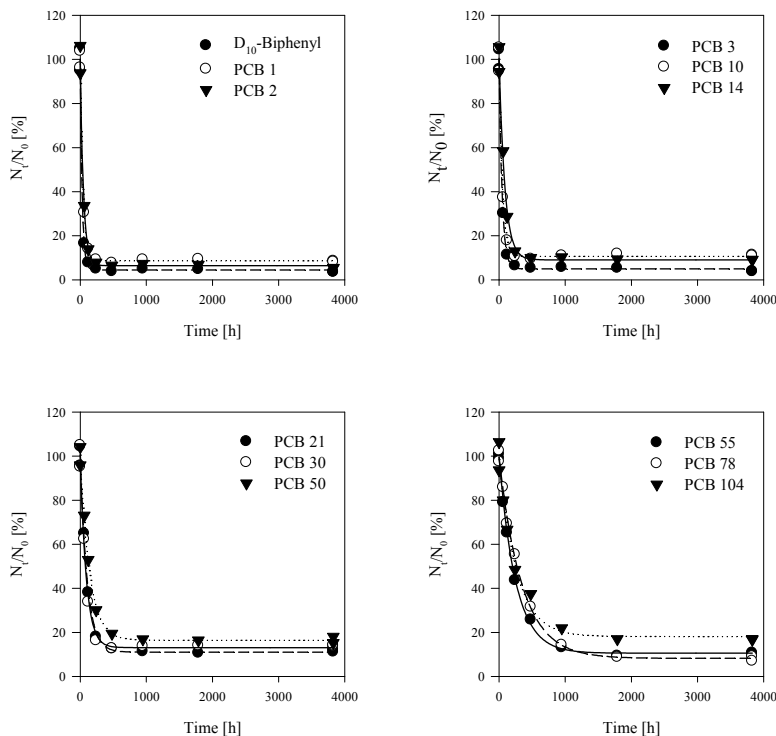 120
100
80
60
40
20
0
Nt/N0 [%]
0 1000 2000 3000 4000
Time [h]
D10-Biphenyl
PCB 1
PCB 2
120
100
80
60
40
20
0
Nt/N0 [%]
0 1000 2000 3000 4000
Time [h]
PCB 3
PCB 10
PCB 14
120
100
80
60
40
20
0
Nt/N0 [%]
0 1000 2000 3000 4000
Time [h]
PCB 21
PCB 30
PCB 50
120
100
80
60
40
20
0
Nt/N0 [%]
0 1000 2000 3000 4000
Time [h]
PCB 55
PCB 78
PCB 104